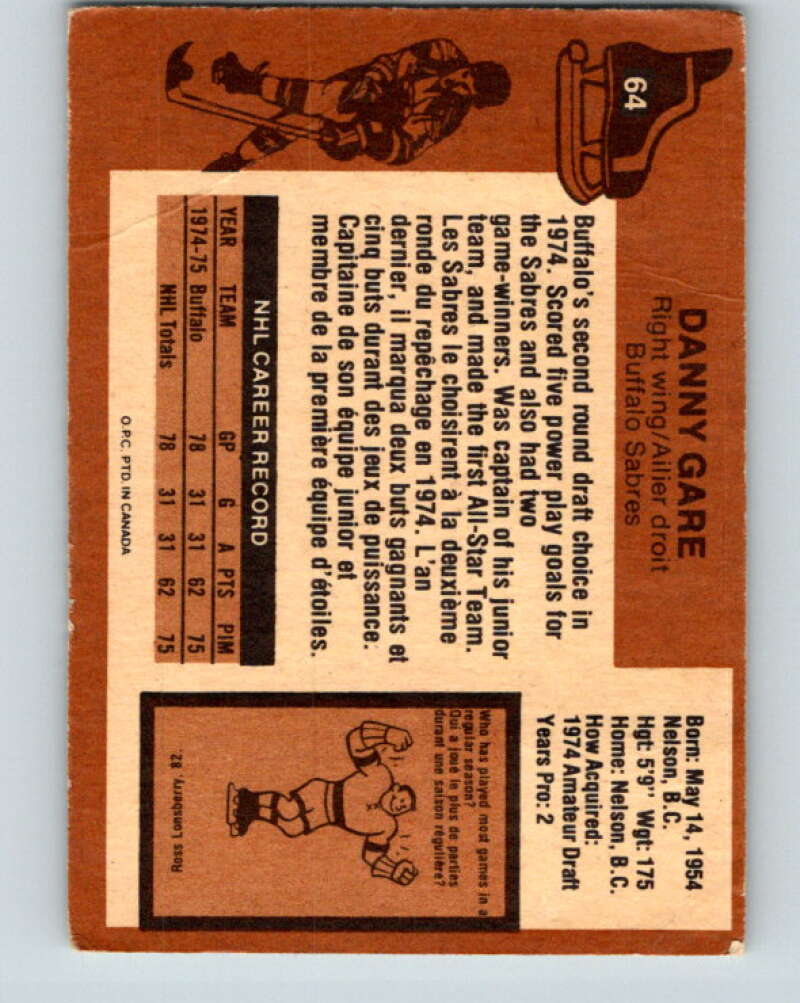 64
DANNY GARE
Right wing/Ailier droit
Buffalo Sabres
Born: May 14, 1954
Nelson, B.C.
Hgt: 5'9" Wgt: 175
Home: Nelson, B.C.
How Acquired:
1974 Amateur Draft
Years Pro: 2
Buffalo's second round draft choice in
1974. Scored five power play goals for
the Sabres and also had two
game-winners. Was captain of his junior
team, and made the first All-Star Team.
Les Sabres le choisirent à la deuxième
ronde du repéchage en 1974. L'an
dernier, il marqua deux buts gagnants et
cinq buts durant des jeux de puissance.
Capitaine de son équipe junior et
membre de la première équipe d'étoiles.
NHL CAREER RECORD
YEAR TEAM GP G A PTS PIM
1974-75 Buffalo 78 31 31 62 75
NHL Totals 78 31 31 62 75
O.P.C. PTD. IN CANADA
Who has played most games in a
regular season?
Qui a joué le plus de parties
durant une saison régulière?
Ross Lonsberry, 82.